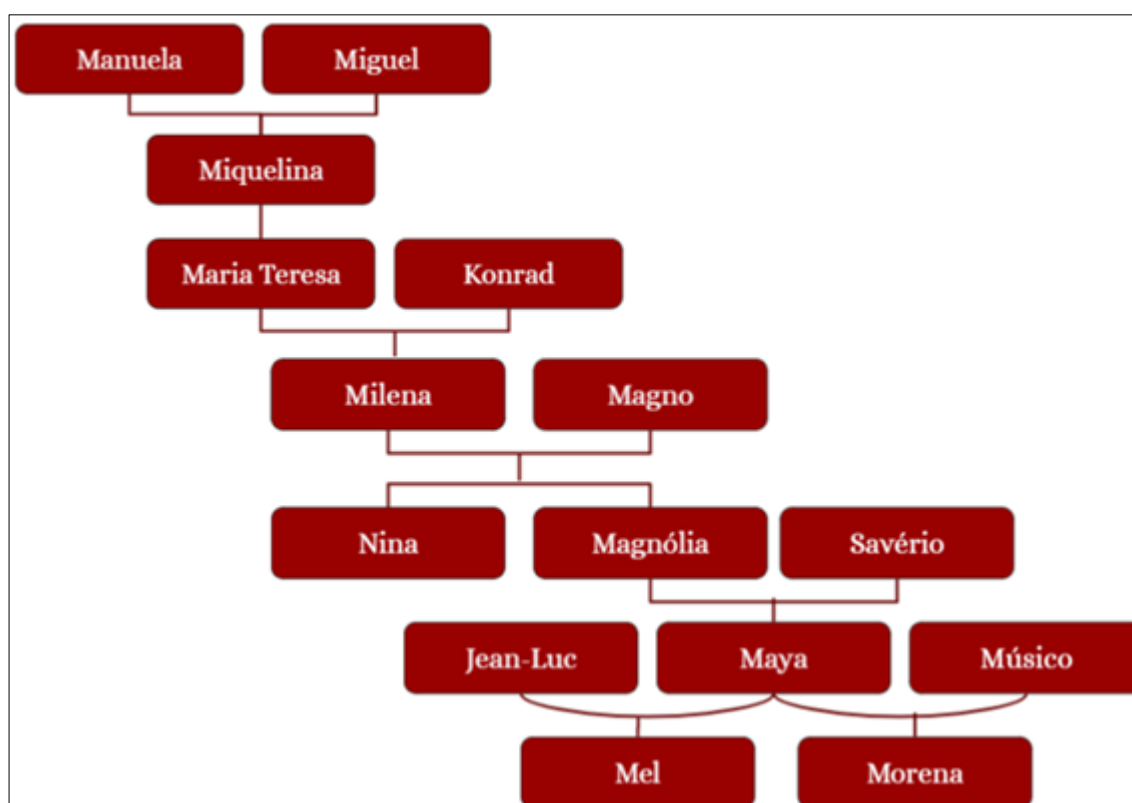 Manuela
Miguel
Miquelina
Maria Teresa
Konrad
Milena
Magno
Nina
Magnólia
Savério
Jean-Luc
Maya
Músico
Mel
Morena